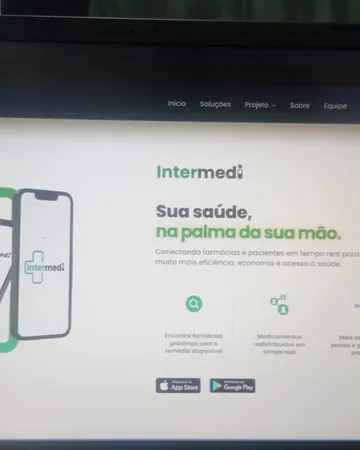 Início Soluções Projeto Sobre Equipe
Intermedi
Sua saúde,
na palma da sua mão.
Conectando farmácias e pacientes em tempo real para
muito mais eficiência, economia e acesso à saúde.
Encontre farmácias
próximas com o
remédio disponível
Medicamentos
redistribuídos em
tempo real
Mais
App Store
Google Play
Intermedi